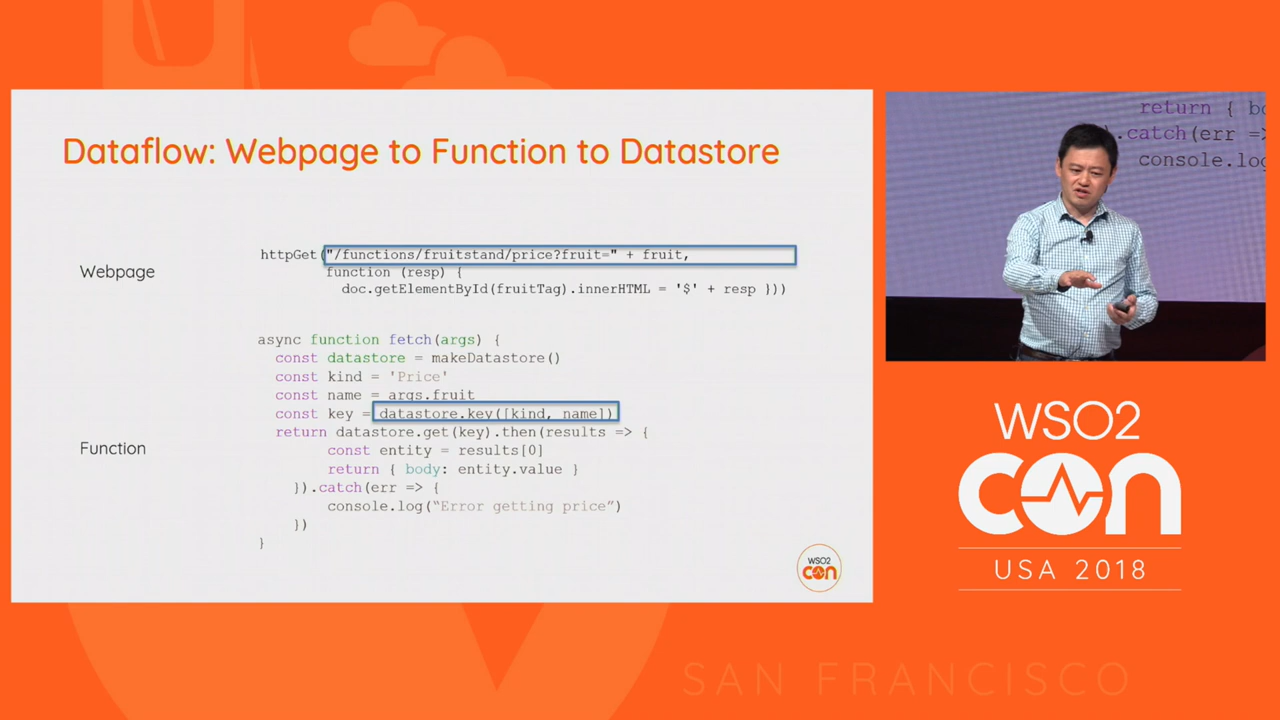 Dataflow: Webpage to Function to Datastore
Webpage
httpGet("/functions/fruitstand/price?fruit=" + fruit,
function (resp) {
doc.getElementById(fruitTag).innerHTML = '$' + resp }))
Function
async function fetch(args) {
const datastore = makeDatastore()
const kind = 'Price'
const name = args.fruit
const key = datastore.key([kind, name])
return datastore.get(key).then(results => {
const entity = results[0]
return { body: entity.value }
}).catch(err => {
console.log(“Error getting price”)
})
}
WSO2
con
return { bo
).catch(err =>
console.log
WSO2
con
USA 2018
SAN FRANCISCO